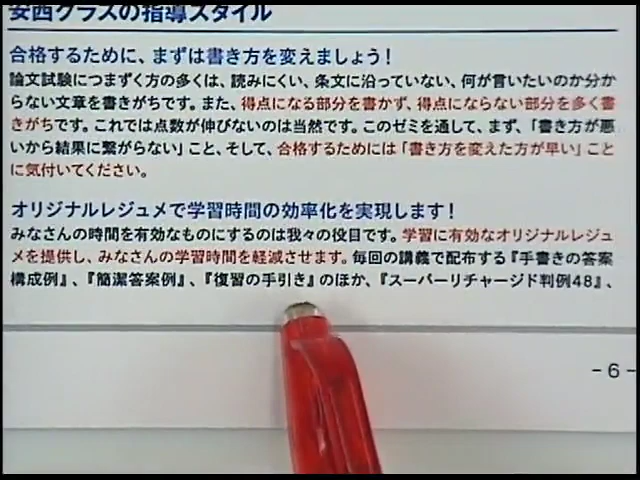 安西クラスの指導スタイル
合格するために、まずは書き方を変えましょう！
論文試験につまずく方の多くは、読みにくい、条文に沿っていない、何が言いたいのか分か
らない文章を書きがちです。また、得点になる部分を書かず、得点にならない部分を多く書
きがちです。これでは点数が伸びないのは当然です。このゼミを通して、まず、「書き方が悪
いから結果に繋がらない」こと、そして、合格するためには「書き方を変えた方が早い」こと
に気付いてください。
オリジナルレジュメで学習時間の効率化を実現します！
みなさんの時間を有効なものにするのは我々の役目です。学習に有効なオリジナルレジュ
メを提供し、みなさんの学習時間を軽減させます。毎回の講義で配布する『手書きの答案
構成例』、『簡潔答案例』、『復習の手引き』のほか、『スーパーリチャージド判例48』、
－6－